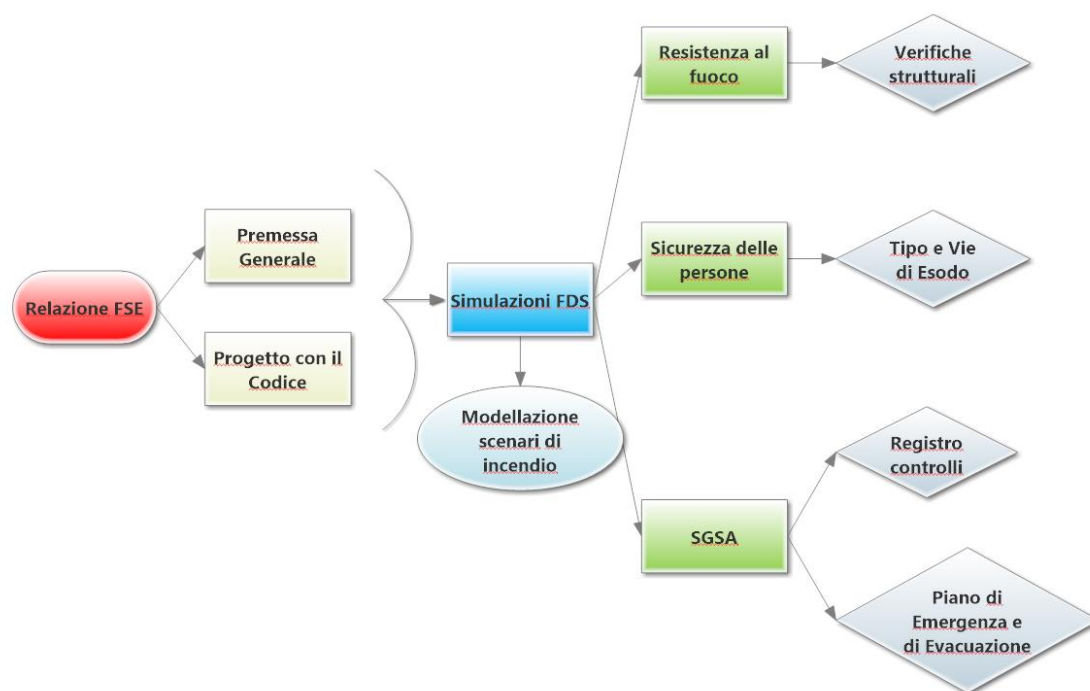 Relazione FSE
Premessa
Generale
Progetto con il
Codice
Simulazioni FDS
Modellazione
scenari di
incendio
Resistenza al
fuoco
Verifiche
strutturali
Sicurezza delle
persone
Tipo e Vie
di Esodo
SGSA
Registro
controlli
Piano di
Emergenza e
di Evacuazione